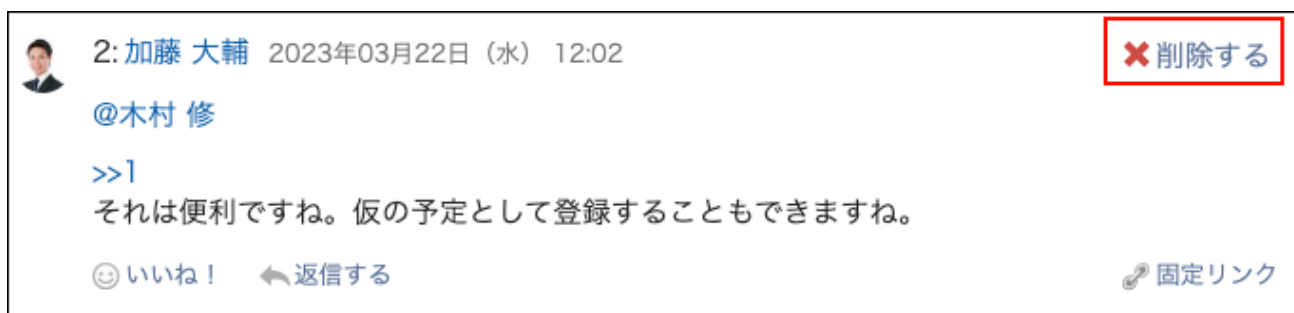 2: 加藤 大輔 2023年03月22日（水） 12:02 削除する
@木村 修
>>1
それは便利ですね。仮の予定として登録することもできますね。
いいね！ 返信する 固定リンク